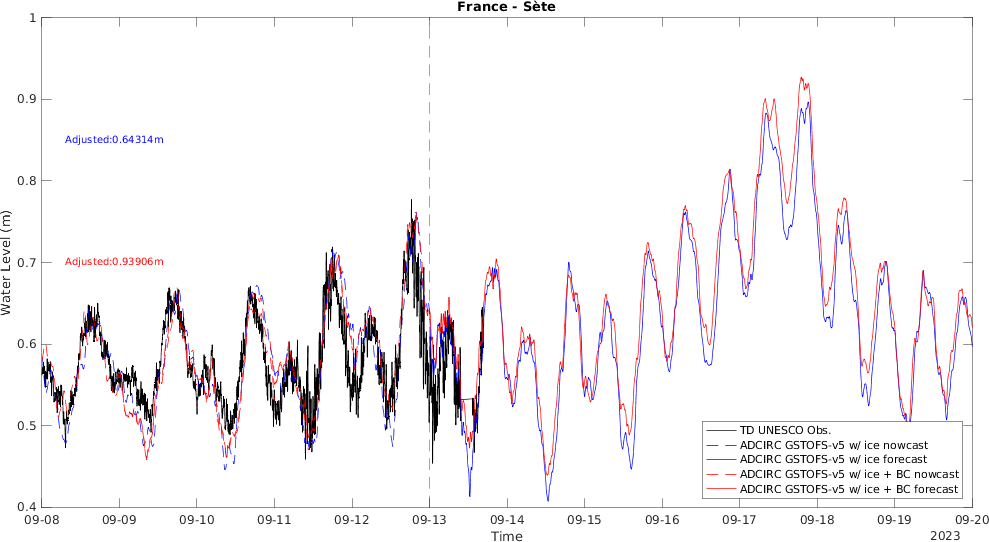 France - Sète
1
0.9
0.8
0.7
0.6
0.5
0.4
Water Level (m)
Adjusted:0.64314m
Adjusted:0.93906m
TD UNESCO Obs.
ADCIRC GSTOFS-v5 w/ ice nowcast
ADCIRC GSTOFS-v5 w/ ice forecast
ADCIRC GSTOFS-v5 w/ ice + BC nowcast
ADCIRC GSTOFS-v5 w/ ice + BC forecast
09-08 09-09 09-10 09-11 09-12 09-13 09-14 09-15 09-16 09-17 09-18 09-19 09-20
Time
2023